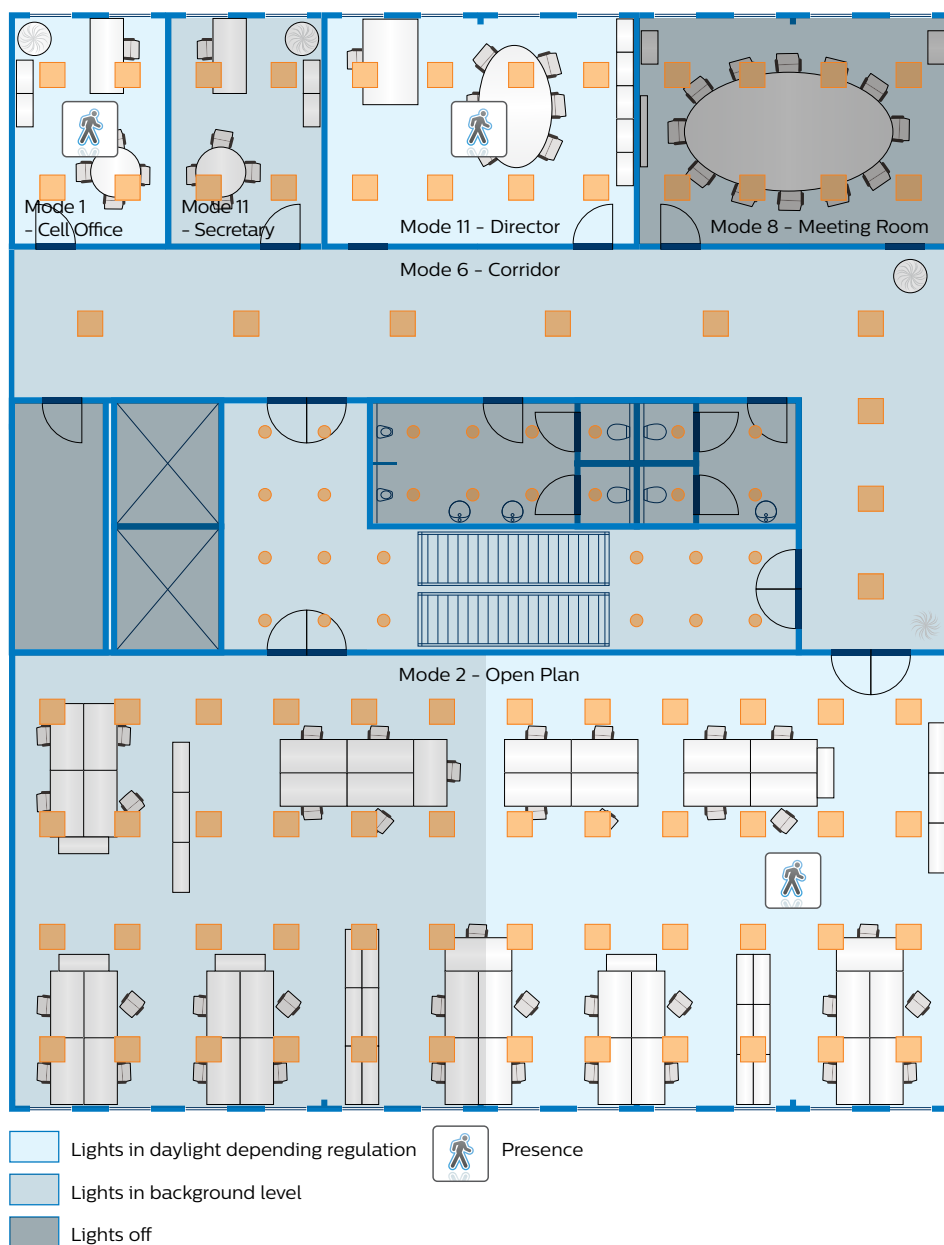 Mode 1
- Cell Office
Mode 11
- Secretary
Mode 11 - Director
Mode 8 - Meeting Room
Mode 6 - Corridor
Mode 2 - Open Plan
Lights in daylight depending regulation
Presence
Lights in background level
Lights off